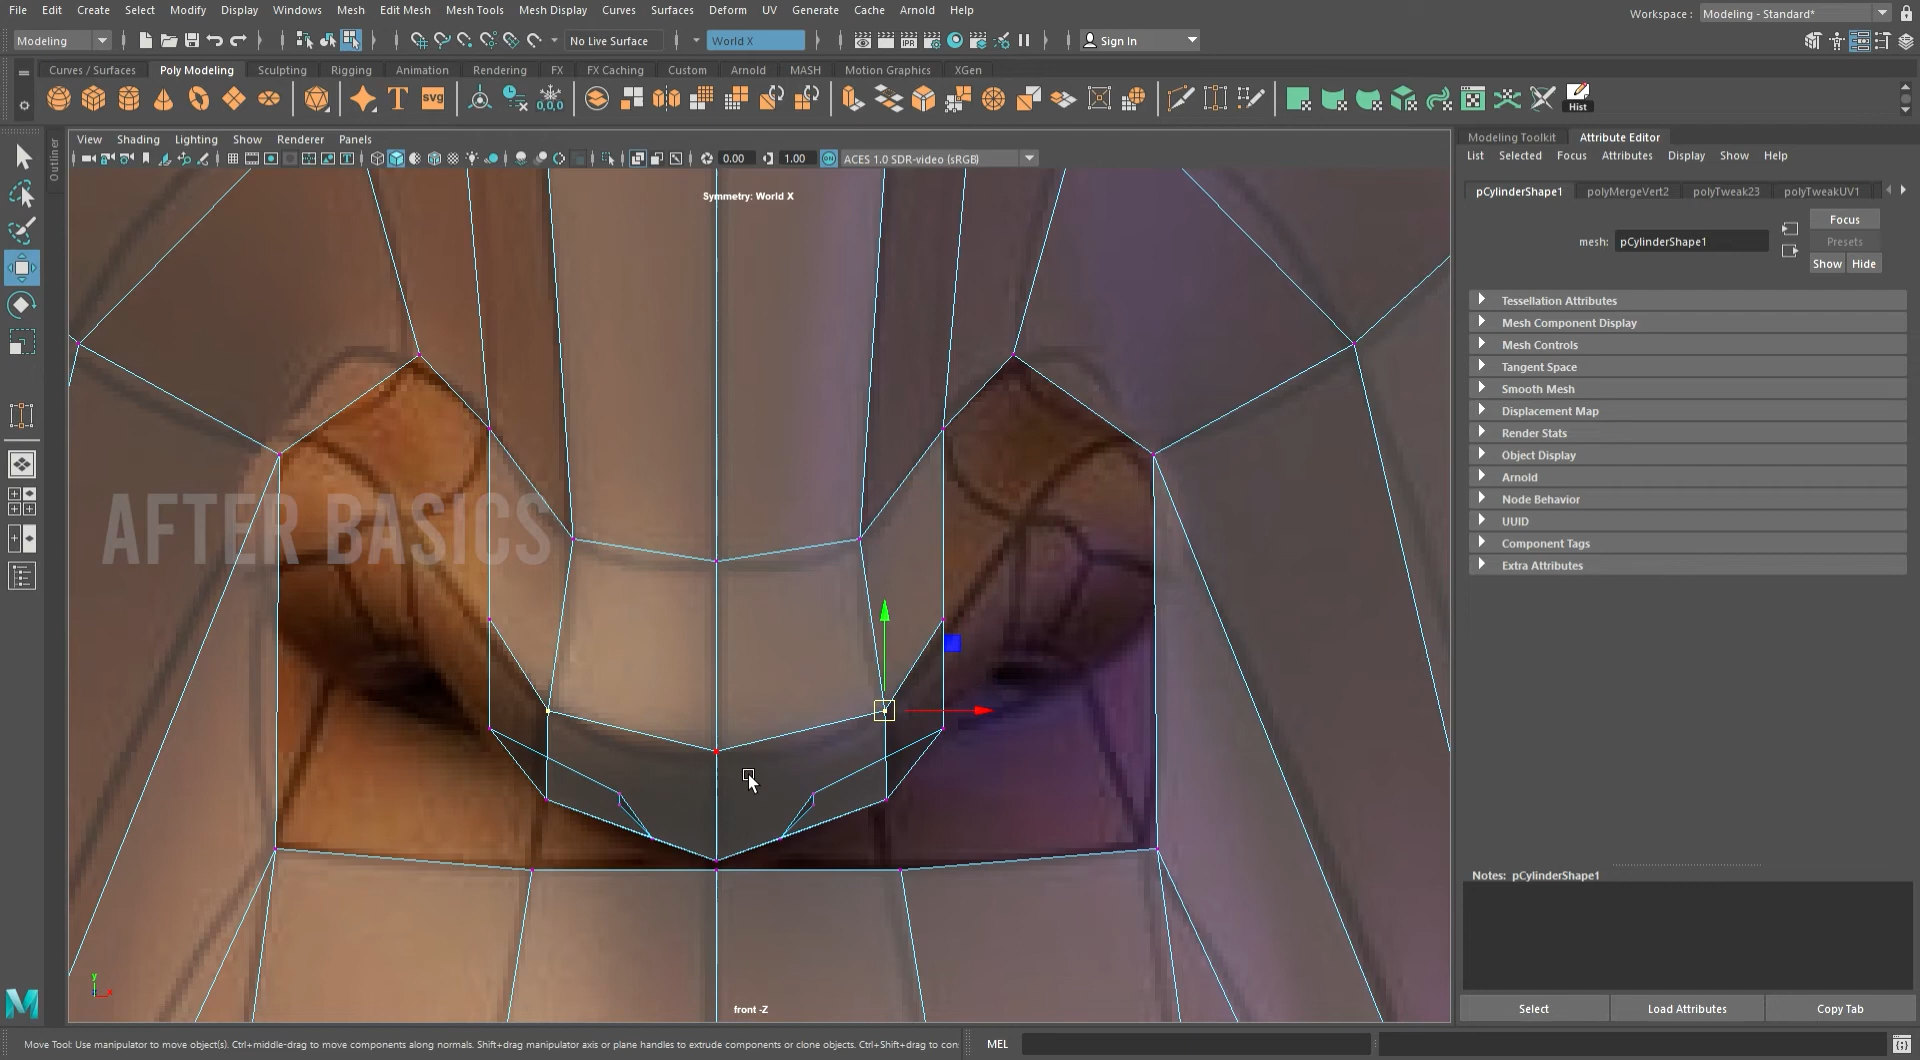 File Edit Create Select Modify Display Windows Mesh Edit Mesh Mesh Tools Mesh Display Curves Surfaces Deform UV Generate Cache Arnold Help
Workspace : Modeling - Standard*
Modeling No Live Surface World X Sign In
Curves / Surfaces Poly Modeling Sculpting Rigging Animation Rendering FX FX Caching Custom Arnold MASH Motion Graphics XGen
IPR
T SVG 0,0,0 Hist
View Shading Lighting Show Renderer Panels
0.00 1.00 ON ACES 1.0 SDR-video (sRGB)
Outliner
Symmetry: World X
AFTER BASICS
y
x
front -Z
Modeling Toolkit Attribute Editor
List Selected Focus Attributes Display Show Help
pCylinderShape1 polyMergeVert2 polyTweak23 polyTweakUV1
Focus
mesh: pCylinderShape1 Presets
Show Hide
Tessellation Attributes
Mesh Component Display
Mesh Controls
Tangent Space
Smooth Mesh
Displacement Map
Render Stats
Object Display
Arnold
Node Behavior
UUID
Component Tags
Extra Attributes
Notes: pCylinderShape1
Select Load Attributes Copy Tab
M
Move Tool: Use manipulator to move object(s). Ctrl+middle-drag to move components along normals. Shift+drag manipulator axis or plane handles to extrude components or clone objects. Ctrl+Shift+drag to con
MEL